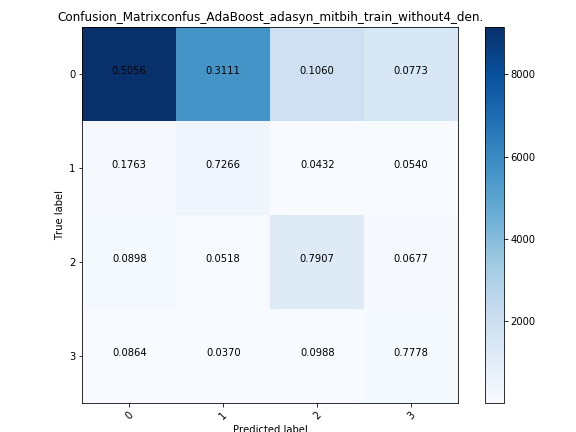 Confusion_Matrixconfus_AdaBoost_adasyn_mitbih_train_without4_den.
0 0.5056 0.3111 0.1060 0.0773
1 0.1763 0.7266 0.0432 0.0540
2 0.0898 0.0518 0.7907 0.0677
3 0.0864 0.0370 0.0988 0.7778
True label
0 1 2 3
Predicted label
8000
6000
4000
2000